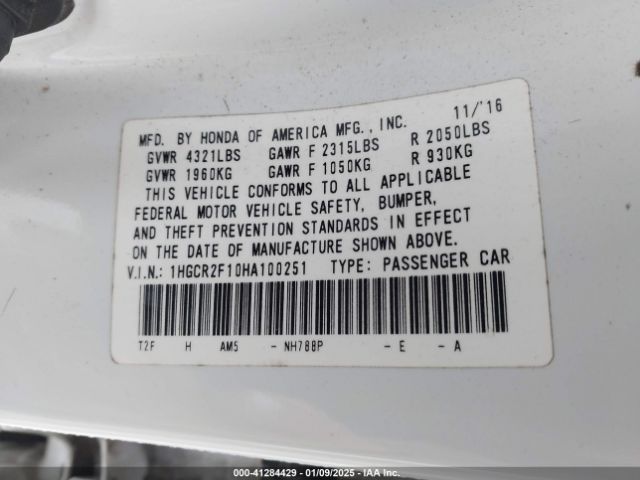 MFD. BY HONDA OF AMERICA MFG., INC. 11/'16
GVWR 4321LBS GAWR F 2315LBS R 2050LBS
GVWR 1960KG GAWR F 1050KG R 930KG
THIS VEHICLE CONFORMS TO ALL APPLICABLE
FEDERAL MOTOR VEHICLE SAFETY, BUMPER,
AND THEFT PREVENTION STANDARDS IN EFFECT
ON THE DATE OF MANUFACTURE SHOWN ABOVE.
V.I.N.: 1HGCR2F10HA100251 TYPE: PASSENGER CAR
T2F H AM5 - NH788P - E - A
000-41284429 - 01/09/2025 - IAA Inc.